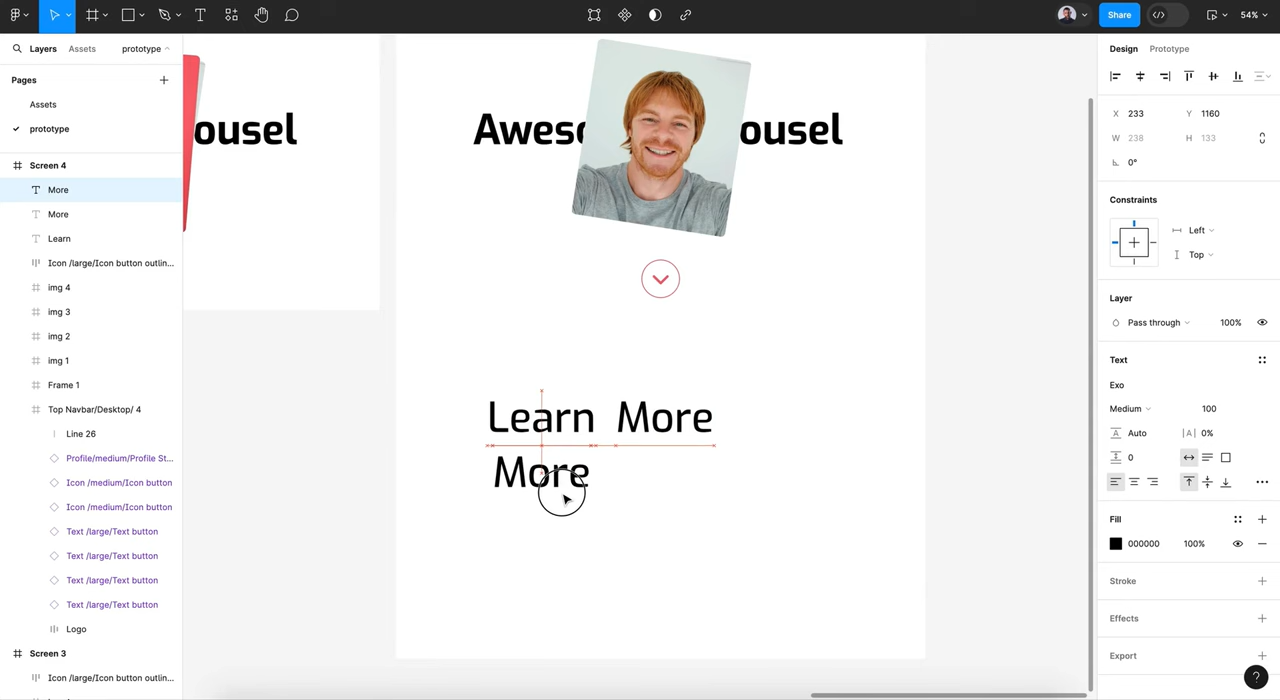 Share
54%
Layers
Assets
prototype
Design
Prototype
Pages
Assets
prototype
Screen 4
More
More
Learn
Icon /large/Icon button outlin...
img 4
img 3
img 2
img 1
Frame 1
Top Navbar/Desktop/ 4
Line 26
Profile/medium/Profile St...
Icon /medium/Icon button
Icon /medium/Icon button
Text /large/Text button
Text /large/Text button
Text /large/Text button
Text /large/Text button
Logo
Screen 3
Icon /large/Icon button outlin...
ousel
Aweso ousel
Learn More
More
X 233 Y 1160
W 238 H 133
0°
Constraints
Left
Top
Layer
Pass through 100%
Text
Exo
Medium 100
Auto |A| 0%
0
Fill
000000 100%
Stroke
Effects
Export
?